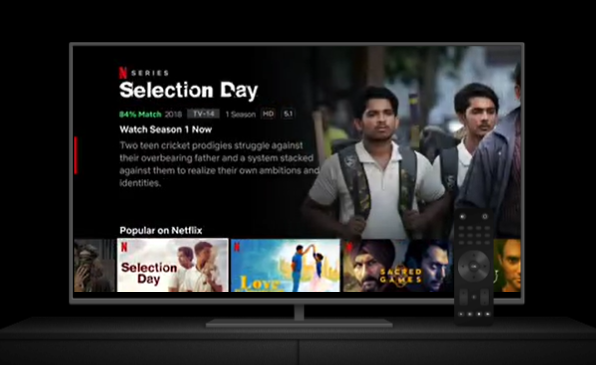 N SERIES
Selection Day
84% Match 2018 TV-14 1 Season HD 5.1
Watch Season 1 Now
Two teen cricket prodigies struggle against
their overbearing father and a system stacked
against them to realize their own ambitions and
identities.
Popular on Netflix
N
N
N
Selection
Day
Love
SACRED
GAMES